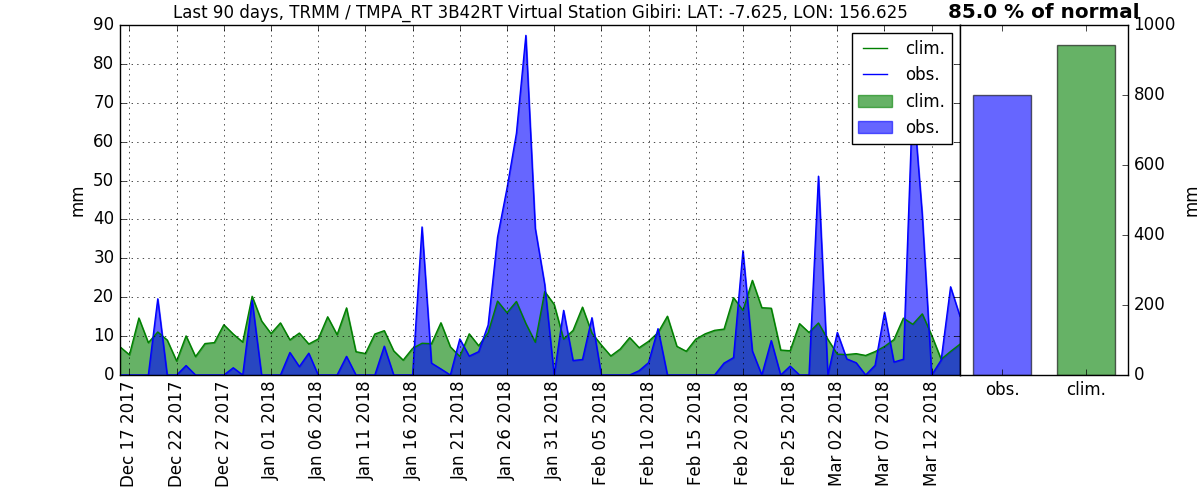 Last 90 days, TRMM / TMPA_RT 3B42RT Virtual Station Gibiri: LAT: -7.625, LON: 156.625
85.0 % of normal
90
80
70
60
50
40
30
20
10
0
mm
clim.
obs.
clim.
obs.
1000
800
600
400
200
0
mm
obs.
clim.
Dec 17 2017
Dec 22 2017
Dec 27 2017
Jan 01 2018
Jan 06 2018
Jan 11 2018
Jan 16 2018
Jan 21 2018
Jan 26 2018
Jan 31 2018
Feb 05 2018
Feb 10 2018
Feb 15 2018
Feb 20 2018
Feb 25 2018
Mar 02 2018
Mar 07 2018
Mar 12 2018